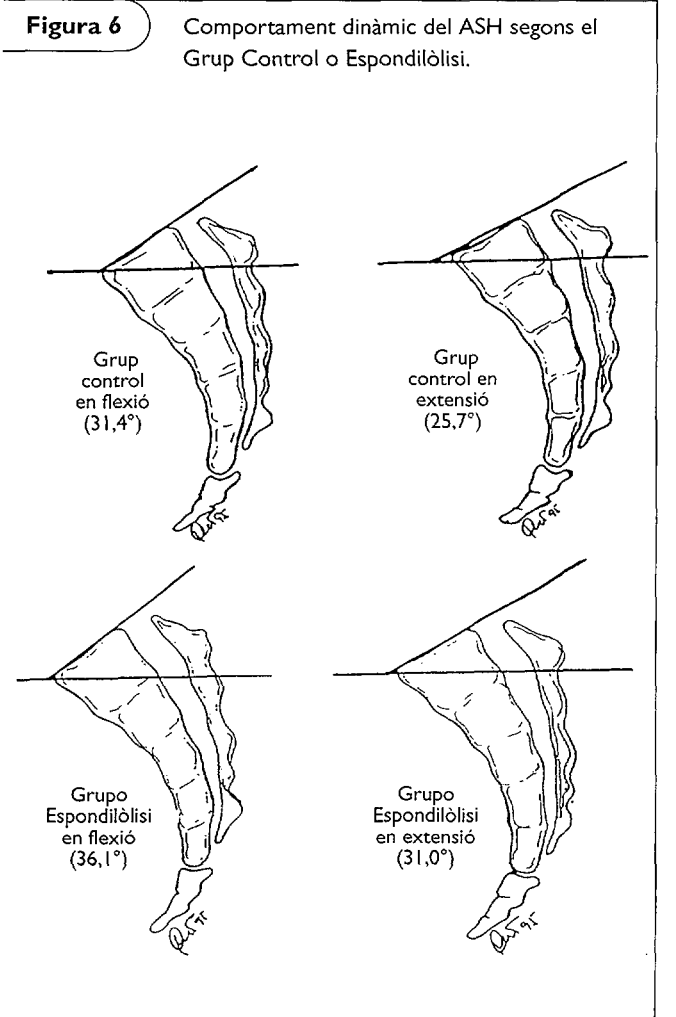 Figura 6
Comportament dinàmic del ASH segons el
Grup Control o Espondilòlisi.
Grup
control
en flexió
(31,4°)
Grup
control en
extensió
(25,7°)
Grupo
Espondilòlisi
en flexió
(36,1°)
Grupo
Espondilòlisi
en extensió
(31,0°)